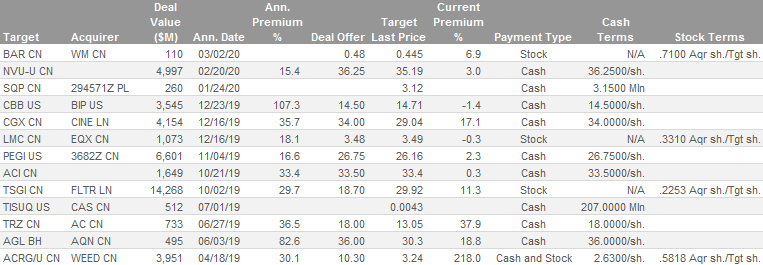 Target Acquirer Deal Value ($M) Ann. Date Ann. Premium % Deal Offer Target Last Price Current Premium % Payment Type Cash Terms Stock Terms
BAR CN WM CN 110 03/02/20 0.48 0.445 6.9 Stock N/A .7100 Aqr sh./Tgt sh.
NVU-U CN 4,997 02/20/20 15.4 36.25 35.19 3.0 Cash 36.2500/sh.
SQP CN 294571Z PL 260 01/24/20 3.12 Cash 3.1500 Mln
CBB US BIP US 3,545 12/23/19 107.3 14.50 14.71 -1.4 Cash 14.5000/sh.
CGX CN CINE LN 4,154 12/16/19 35.7 34.00 29.04 17.1 Cash 34.0000/sh.
LMC CN EQX CN 1,073 12/16/19 18.1 3.48 3.49 -0.3 Stock N/A .3310 Aqr sh./Tgt sh.
PEGI US 3682Z CN 6,601 11/04/19 16.6 26.75 26.16 2.3 Cash 26.7500/sh.
ACI CN 1,649 10/21/19 33.4 33.50 33.4 0.3 Cash 33.5000/sh.
TSGI CN FLTR LN 14,268 10/02/19 29.7 18.70 29.92 11.3 Stock N/A .2253 Aqr sh./Tgt sh.
TISUQ US CAS CN 512 07/01/19 0.0043 Cash 207.0000 Mln
TRZ CN AC CN 733 06/27/19 36.5 18.00 13.05 37.9 Cash 18.0000/sh.
AGL BH AQN CN 495 06/03/19 82.6 36.00 30.3 18.8 Cash 36.0000/sh.
ACRG/U CN WEED CN 3,951 04/18/19 30.1 10.30 3.24 218.0 Cash and Stock 2.6300/sh. .5818 Aqr sh./Tgt sh.